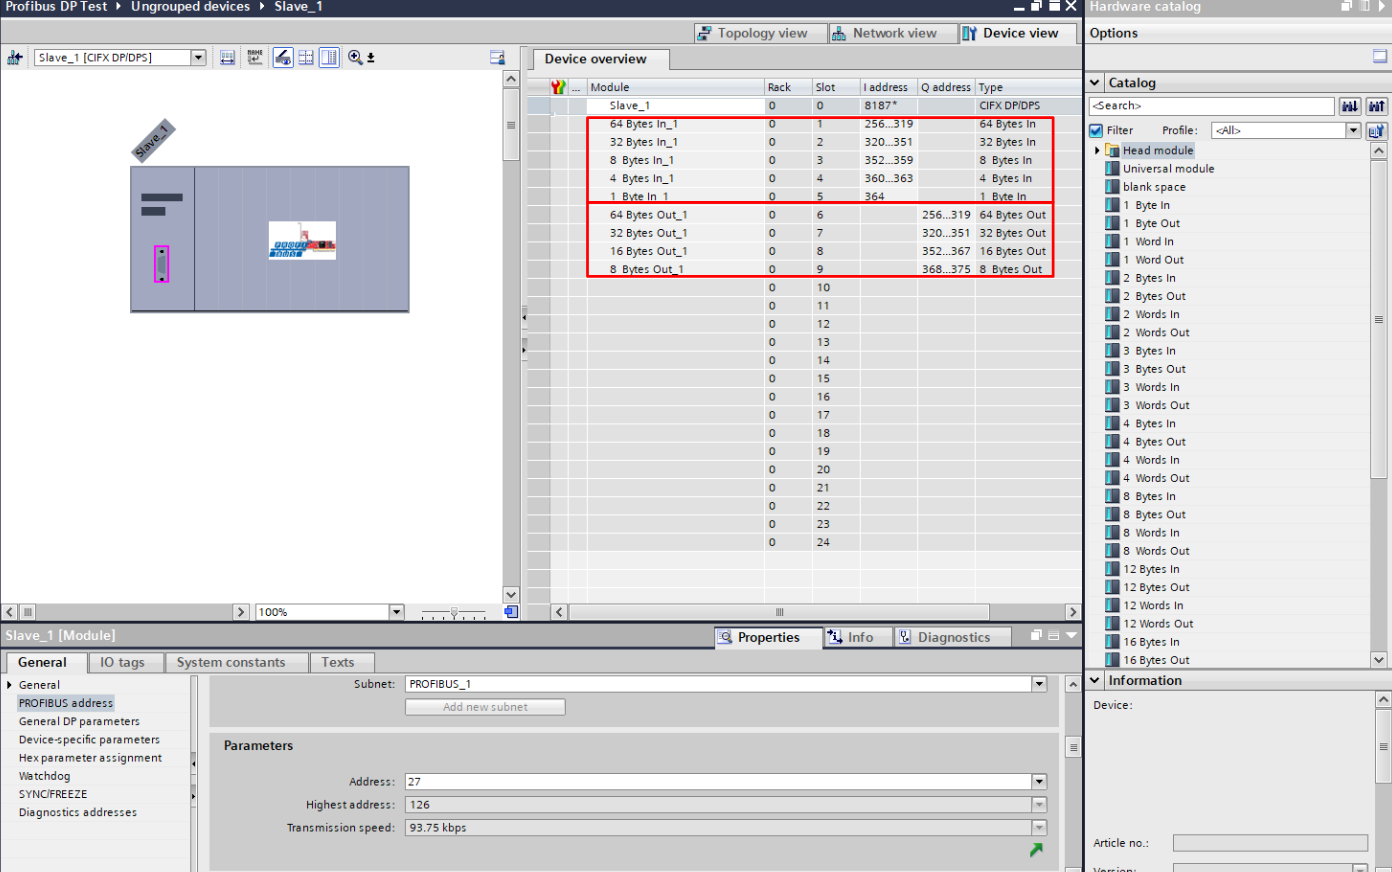 Profibus DP Test ▸ Ungrouped devices ▸ Slave_1
Topology view Network view Device view
Slave_1 [CIFX DP/DPS]
Slave_1
100%
Device overview
... Module Rack Slot I address Q address Type
Slave_1 0 0 8187* CIFX DP/DPS
64 Bytes In_1 0 1 256...319 64 Bytes In
32 Bytes In_1 0 2 320...351 32 Bytes In
8 Bytes In_1 0 3 352...359 8 Bytes In
4 Bytes In_1 0 4 360...363 4 Bytes In
1 Byte In_1 0 5 364 1 Byte In
64 Bytes Out_1 0 6 256...319 64 Bytes Out
32 Bytes Out_1 0 7 320...351 32 Bytes Out
16 Bytes Out_1 0 8 352...367 16 Bytes Out
8 Bytes Out_1 0 9 368...375 8 Bytes Out
0 10
0 11
0 12
0 13
0 14
0 15
0 16
0 17
0 18
0 19
0 20
0 21
0 22
0 23
0 24
Slave_1 [Module]
Properties Info Diagnostics
General IO tags System constants Texts
General
PROFIBUS address
General DP parameters
Device-specific parameters
Hex parameter assignment
Watchdog
SYNC/FREEZE
Diagnostics addresses
Subnet: PROFIBUS_1
Add new subnet
Parameters
Address: 27
Highest address: 126
Transmission speed: 93.75 kbps
Hardware catalog
Options
Catalog
<Search>
Filter Profile: <All>
Head module
Universal module
blank space
1 Byte In
1 Byte Out
1 Word In
1 Word Out
2 Bytes In
2 Bytes Out
2 Words In
2 Words Out
3 Bytes In
3 Bytes Out
3 Words In
3 Words Out
4 Bytes In
4 Bytes Out
4 Words In
4 Words Out
8 Bytes In
8 Bytes Out
8 Words In
8 Words Out
12 Bytes In
12 Bytes Out
12 Words In
12 Words Out
16 Bytes In
16 Bytes Out
Information
Device:
Article no.:
Version: